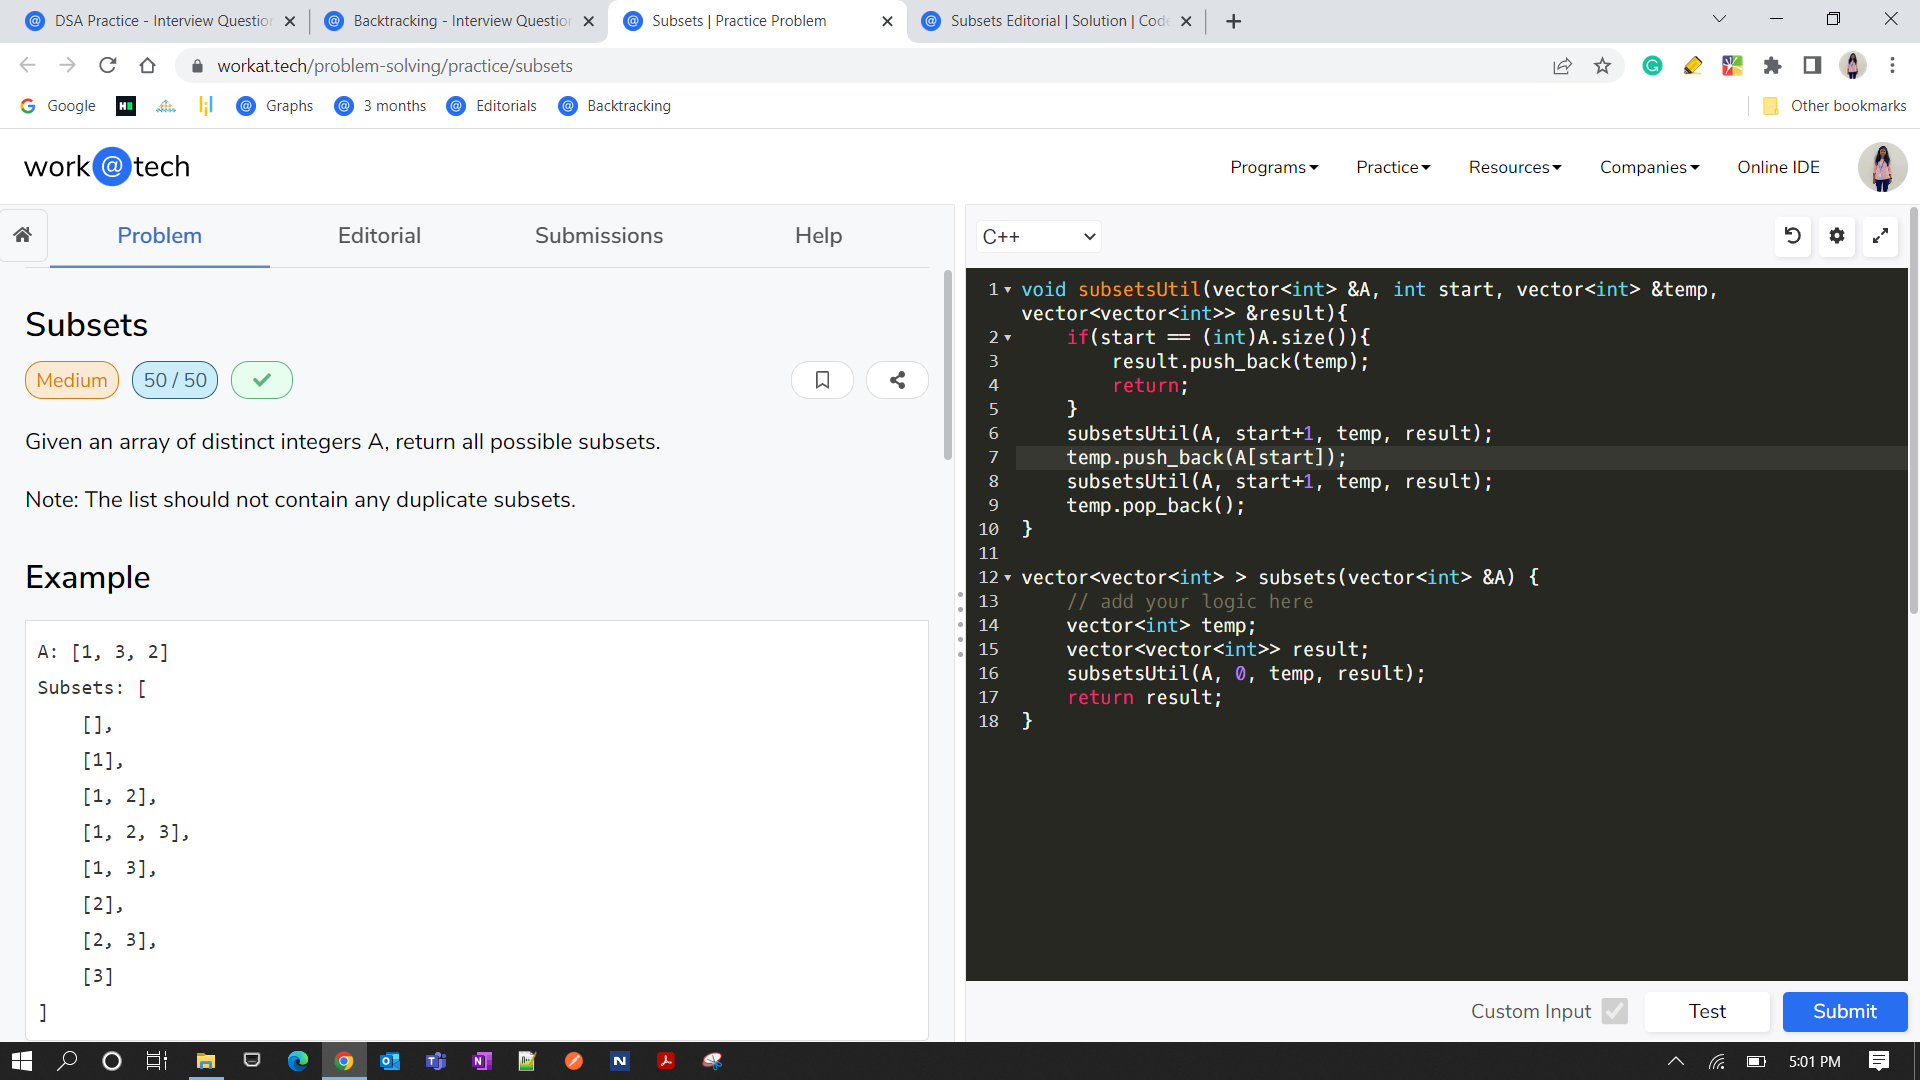 DSA Practice - Interview Question
Backtracking - Interview Question
Subsets | Practice Problem
Subsets Editorial | Solution | Code
workat.tech/problem-solving/practice/subsets
Google
Graphs
3 months
Editorials
Backtracking
Other bookmarks
work@tech
Programs
Practice
Resources
Companies
Online IDE
Problem
Editorial
Submissions
Help
C++
Subsets
Medium
50 / 50
Given an array of distinct integers A, return all possible subsets.
Note: The list should not contain any duplicate subsets.
Example
A: [1, 3, 2]
Subsets: [
[],
[1],
[1, 2],
[1, 2, 3],
[1, 3],
[2],
[2, 3],
[3]
]
1 void subsetsUtil(vector<int> &A, int start, vector<int> &temp,
vector<vector<int>> &result){
2 if(start == (int)A.size()){
3 result.push_back(temp);
4 return;
5 }
6 subsetsUtil(A, start+1, temp, result);
7 temp.push_back(A[start]);
8 subsetsUtil(A, start+1, temp, result);
9 temp.pop_back();
10 }
11
12 vector<vector<int> > subsets(vector<int> &A) {
13 // add your logic here
14 vector<int> temp;
15 vector<vector<int>> result;
16 subsetsUtil(A, 0, temp, result);
17 return result;
18 }
Custom Input
Test
Submit
5:01 PM